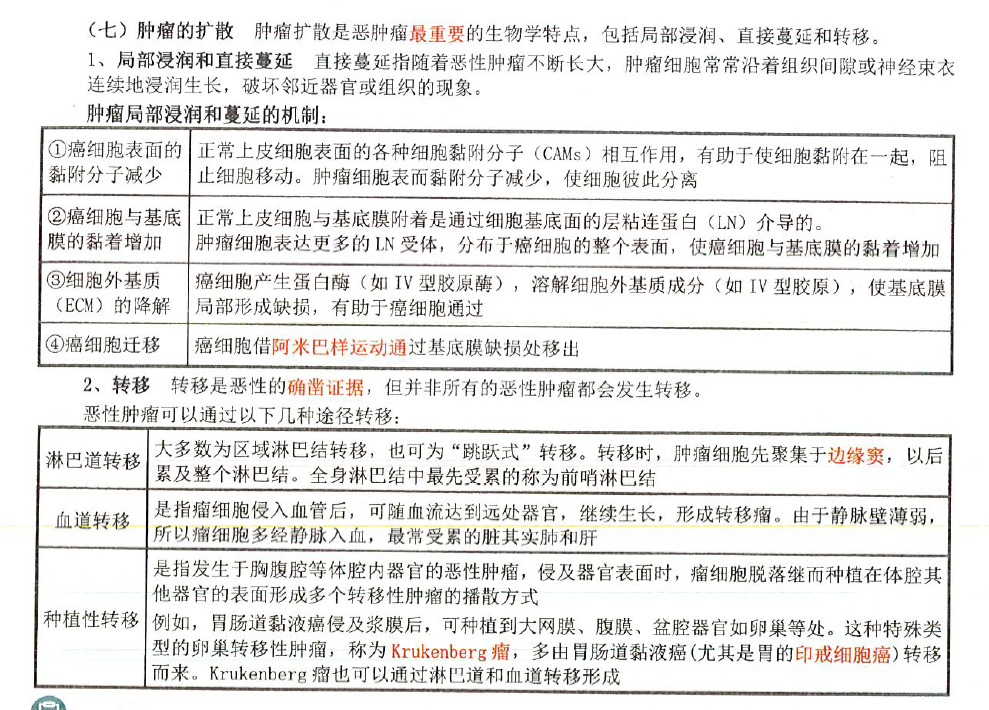 （七）肿瘤的扩散 肿瘤扩散是恶肿瘤最重要的生物学特点，包括局部浸润、直接蔓延和转移。
1、局部浸润和直接蔓延 直接蔓延指随着恶性肿瘤不断长大，肿瘤细胞常常沿着组织间隙或神经束衣
连续地浸润生长，破坏邻近器官或组织的现象。
肿瘤局部浸润和蔓延的机制：
①癌细胞表面的
黏附分子减少
正常上皮细胞表面的各种细胞黏附分子（CAMs）相互作用，有助于使细胞黏附在一起，阻
止细胞移动。肿瘤细胞表而黏附分子减少，使细胞彼此分离
②癌细胞与基底
膜的黏着增加
正常上皮细胞与基底膜附着是通过细胞基底面的层粘连蛋白（LN）介导的。
肿瘤细胞表达更多的 LN 受体，分布于癌细胞的整个表面，使癌细胞与基底膜的黏着增加
③细胞外基质
（ECM）的降解
癌细胞产生蛋白酶（如 IV 型胶原酶），溶解细胞外基质成分（如 IV 型胶原），使基底膜
局部形成缺损，有助于癌细胞通过
④癌细胞迁移
癌细胞借阿米巴样运动通过基底膜缺损处移出
2、转移 转移是恶性的确凿证据，但并非所有的恶性肿瘤都会发生转移。
恶性肿瘤可以通过以下几种途径转移：
淋巴道转移
大多数为区域淋巴结转移，也可为“跳跃式”转移。转移时，肿瘤细胞先聚集于边缘窦，以后
累及整个淋巴结。全身淋巴结中最先受累的称为前哨淋巴结
血道转移
是指瘤细胞侵入血管后，可随血流达到远处器官，继续生长，形成转移瘤。由于静脉壁薄弱，
所以瘤细胞多经静脉入血，最常受累的脏其实肺和肝
种植性转移
是指发生于胸腹腔等体腔内器官的恶性肿瘤，侵及器官表面时，瘤细胞脱落继而种植在体腔其
他器官的表面形成多个转移性肿瘤的播散方式
例如，胃肠道黏液癌侵及浆膜后，可种植到大网膜、腹膜、盆腔器官如卵巢等处。这种特殊类
型的卵巢转移性肿瘤，称为 Krukenberg 瘤，多由胃肠道黏液癌(尤其是胃的印戒细胞癌)转移
而来。Krukenberg 瘤也可以通过淋巴道和血道转移形成